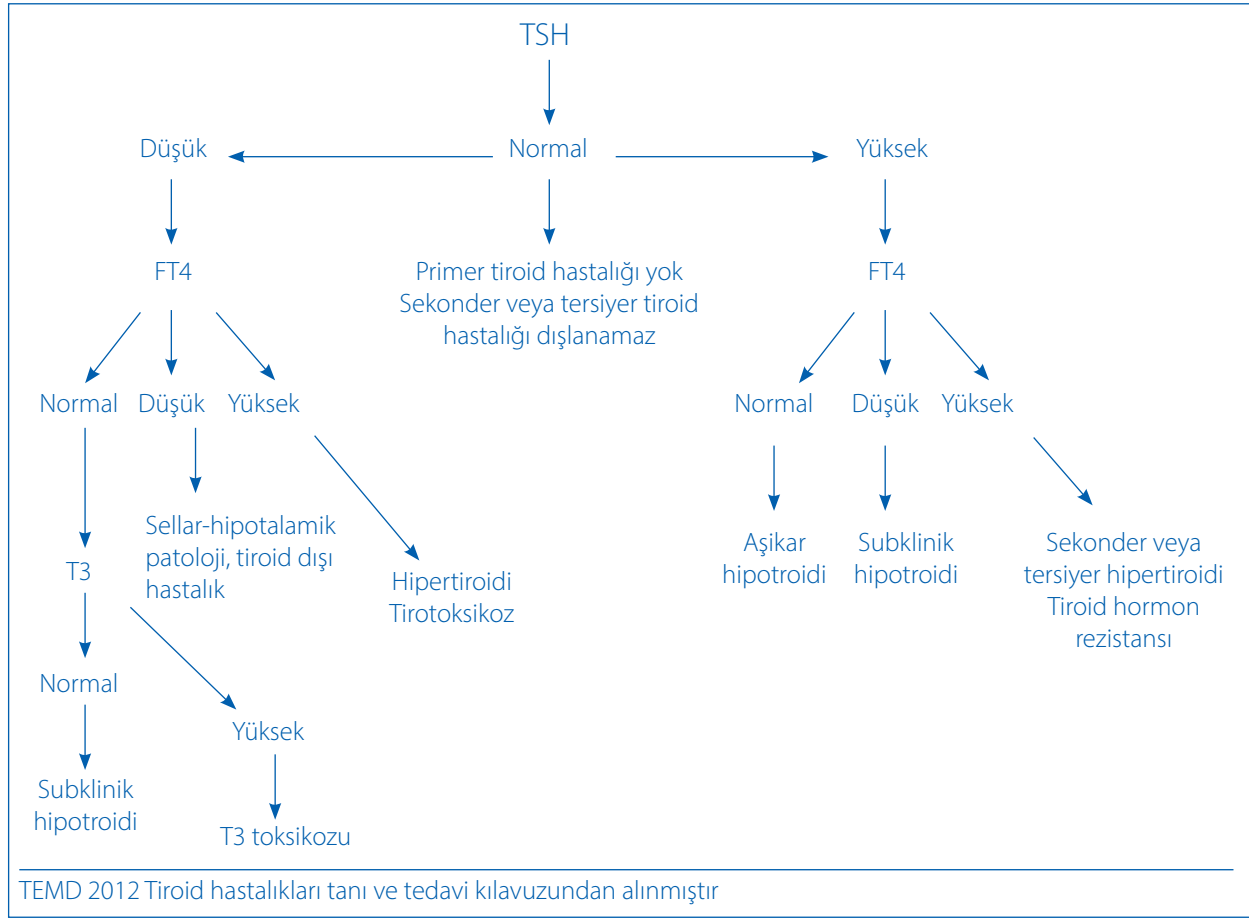 TSH
Düşük
Normal
Yüksek
FT4
Primer tiroid hastalığı yok
Sekonder veya tersiyer tiroid
hastalığı dışlanamaz
FT4
Normal
Düşük
Yüksek
Normal
Düşük
Yüksek
Sellar-hipotalamik
patoloji, tiroid dışı
hastalık
T3
Hipertiroidi
Tirotoksikoz
Aşikar
hipotroidi
Subklinik
hipotroidi
Sekonder veya
tersiyer hipertiroidi
Tiroid hormon
rezistansı
Normal
Yüksek
Subklinik
hipotroidi
T3 toksikozu
TEMD 2012 Tiroid hastalıkları tanı ve tedavi kılavuzundan alınmıştır